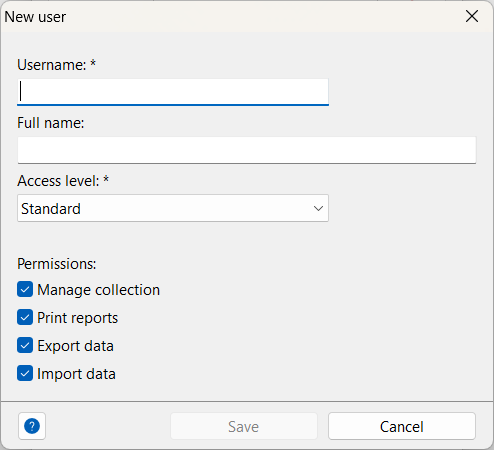 New user
Username: *
Full name:
Access level: *
Standard
Permissions:
Manage collection
Print reports
Export data
Import data
?
Save
Cancel